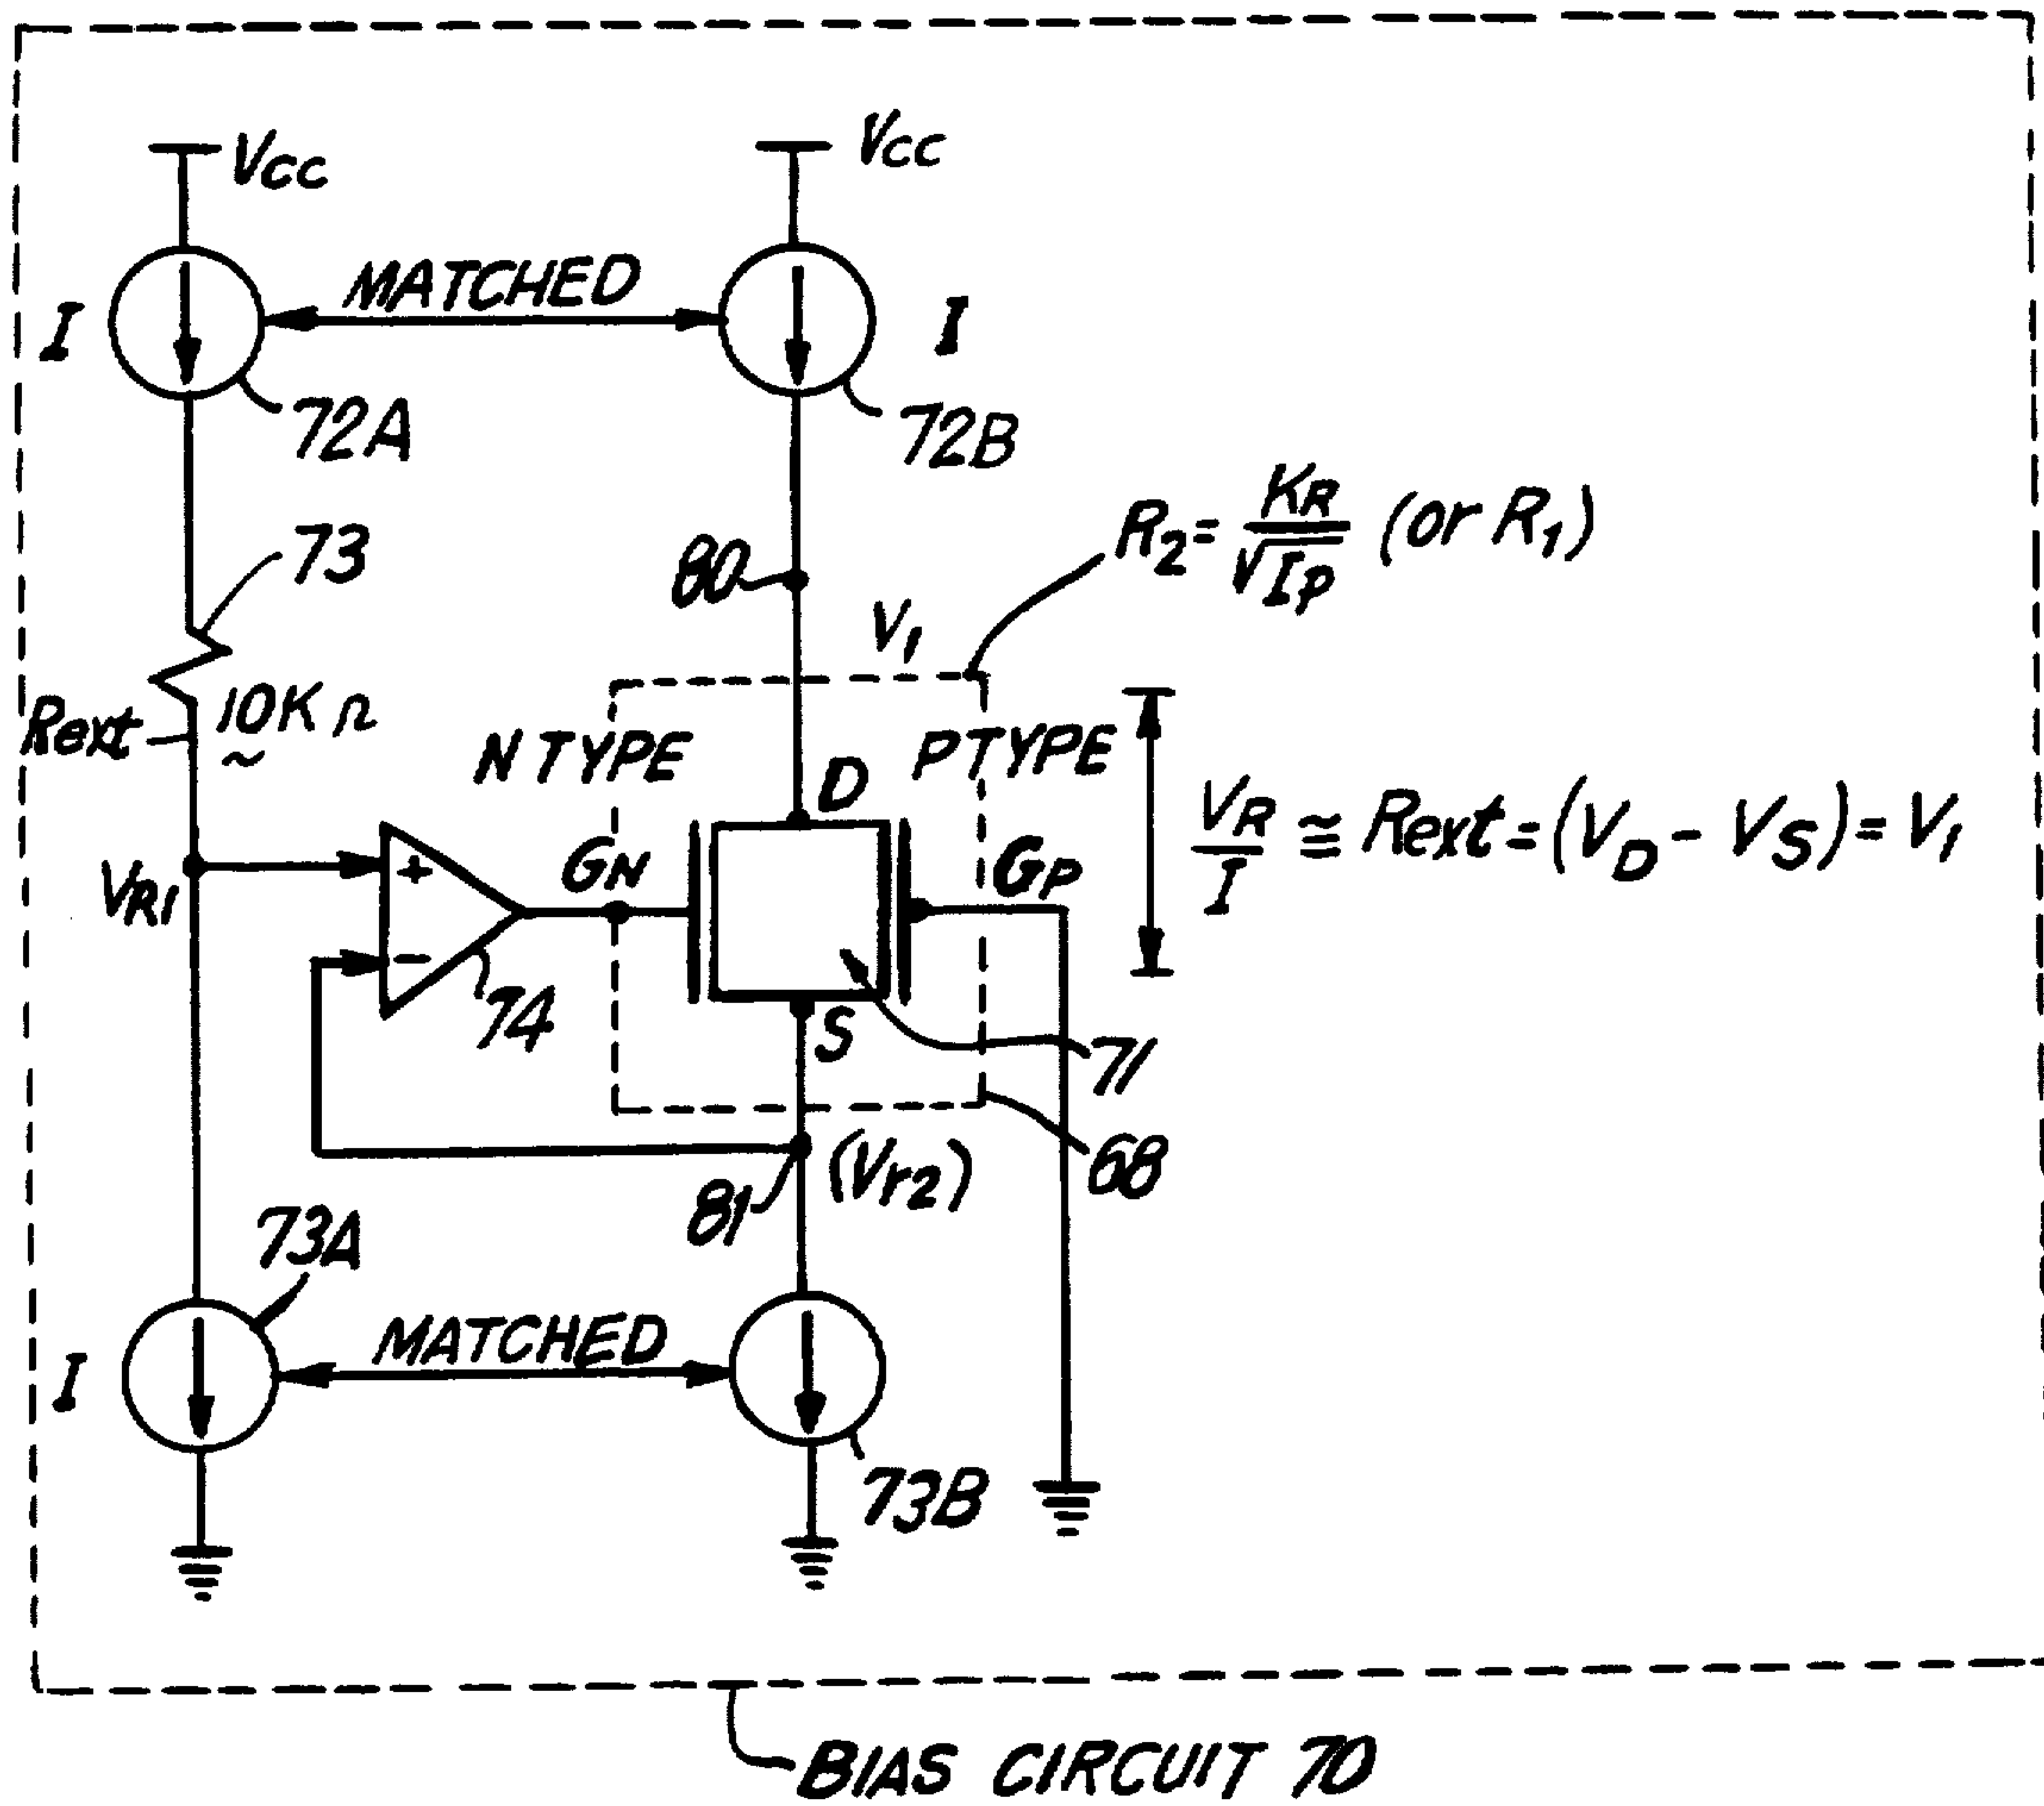 Vcc
Vcc
MATCHED
I
I
72A
72B
R2 = KR/√Ip (or R1)
73
80
V1
Rext
10K Ω
~
N TYPE
P TYPE
D
VR/I ≅ Rext = (VD - VS) = V1
+
GN
GP
VR1
-
74
S
71
(Vr2)
68
81
73A
MATCHED
I
73B
BIAS CIRCUIT 70